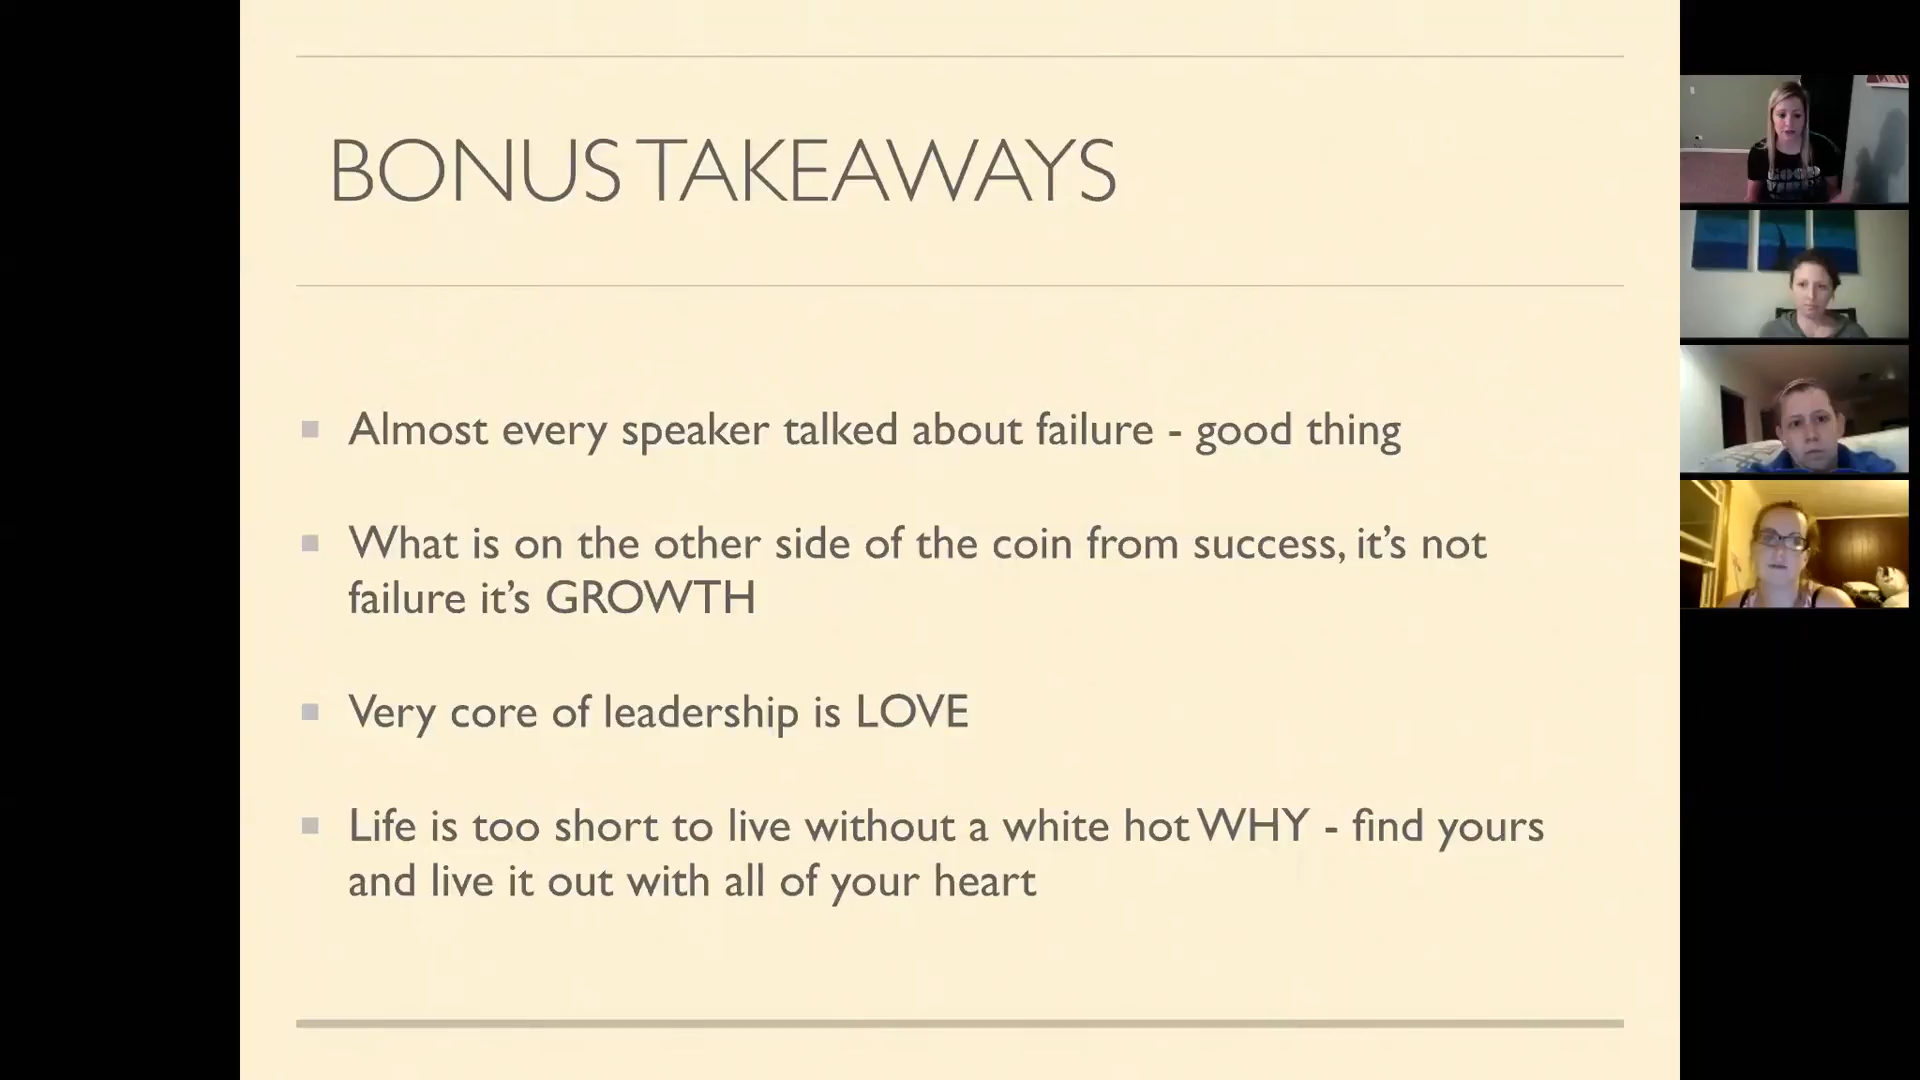 BONUS TAKEAWAYS
Almost every speaker talked about failure - good thing
What is on the other side of the coin from success, it’s not
failure it’s GROWTH
Very core of leadership is LOVE
Life is too short to live without a white hot WHY - find yours
and live it out with all of your heart